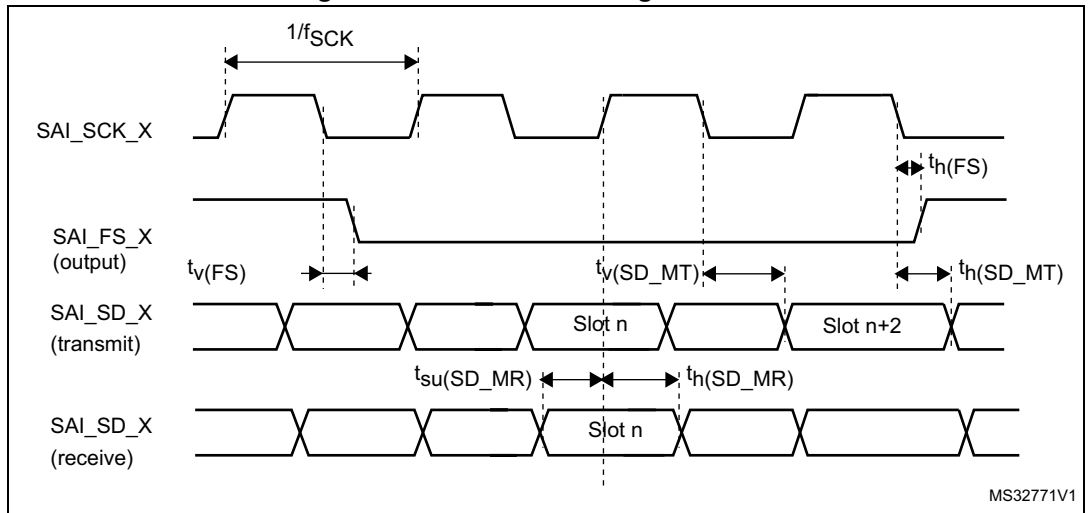 1/fSCK
SAI_SCK_X
th(FS)
SAI_FS_X
(output)
tv(FS)
tv(SD_MT)
th(SD_MT)
SAI_SD_X
(transmit)
Slot n
Slot n+2
tsu(SD_MR)
th(SD_MR)
SAI_SD_X
(receive)
Slot n
MS32771V1